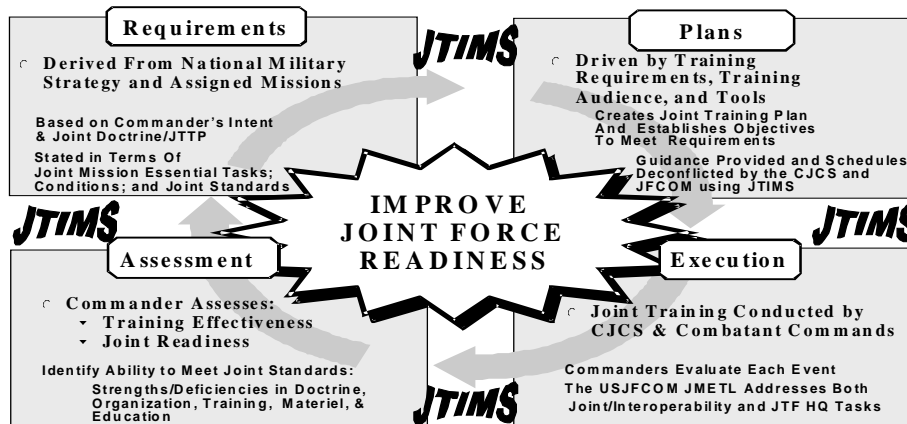 Requirements
Derived From National Military
Strategy and Assigned Missions
Based on Commander's Intent
& Joint Doctrine/JTTP
Stated in Terms Of
Joint Mission Essential Tasks;
Conditions; and Joint Standards
JTIMS
Plans
Driven by Training
Requirements, Training
Audience, and Tools
Creates Joint Training Plan
And Establishes Objectives
To Meet Requirements
Guidance Provided and Schedules
Deconflicted by the CJCS and
JFCOM using JTIMS
JTIMS
IMPROVE
JOINT FORCE
READINESS
JTIMS
Assessment
Commander Assesses:
Training Effectiveness
Joint Readiness
Identify Ability to Meet Joint Standards:
Strengths/Deficiencies in Doctrine,
Organization, Training, Materiel, &
Education
JTIMS
Execution
Joint Training Conducted by
CJCS & Combatant Commands
Commanders Evaluate Each Event
The USJFCOM JMETL Addresses Both
Joint/Interoperability and JTF HQ Tasks